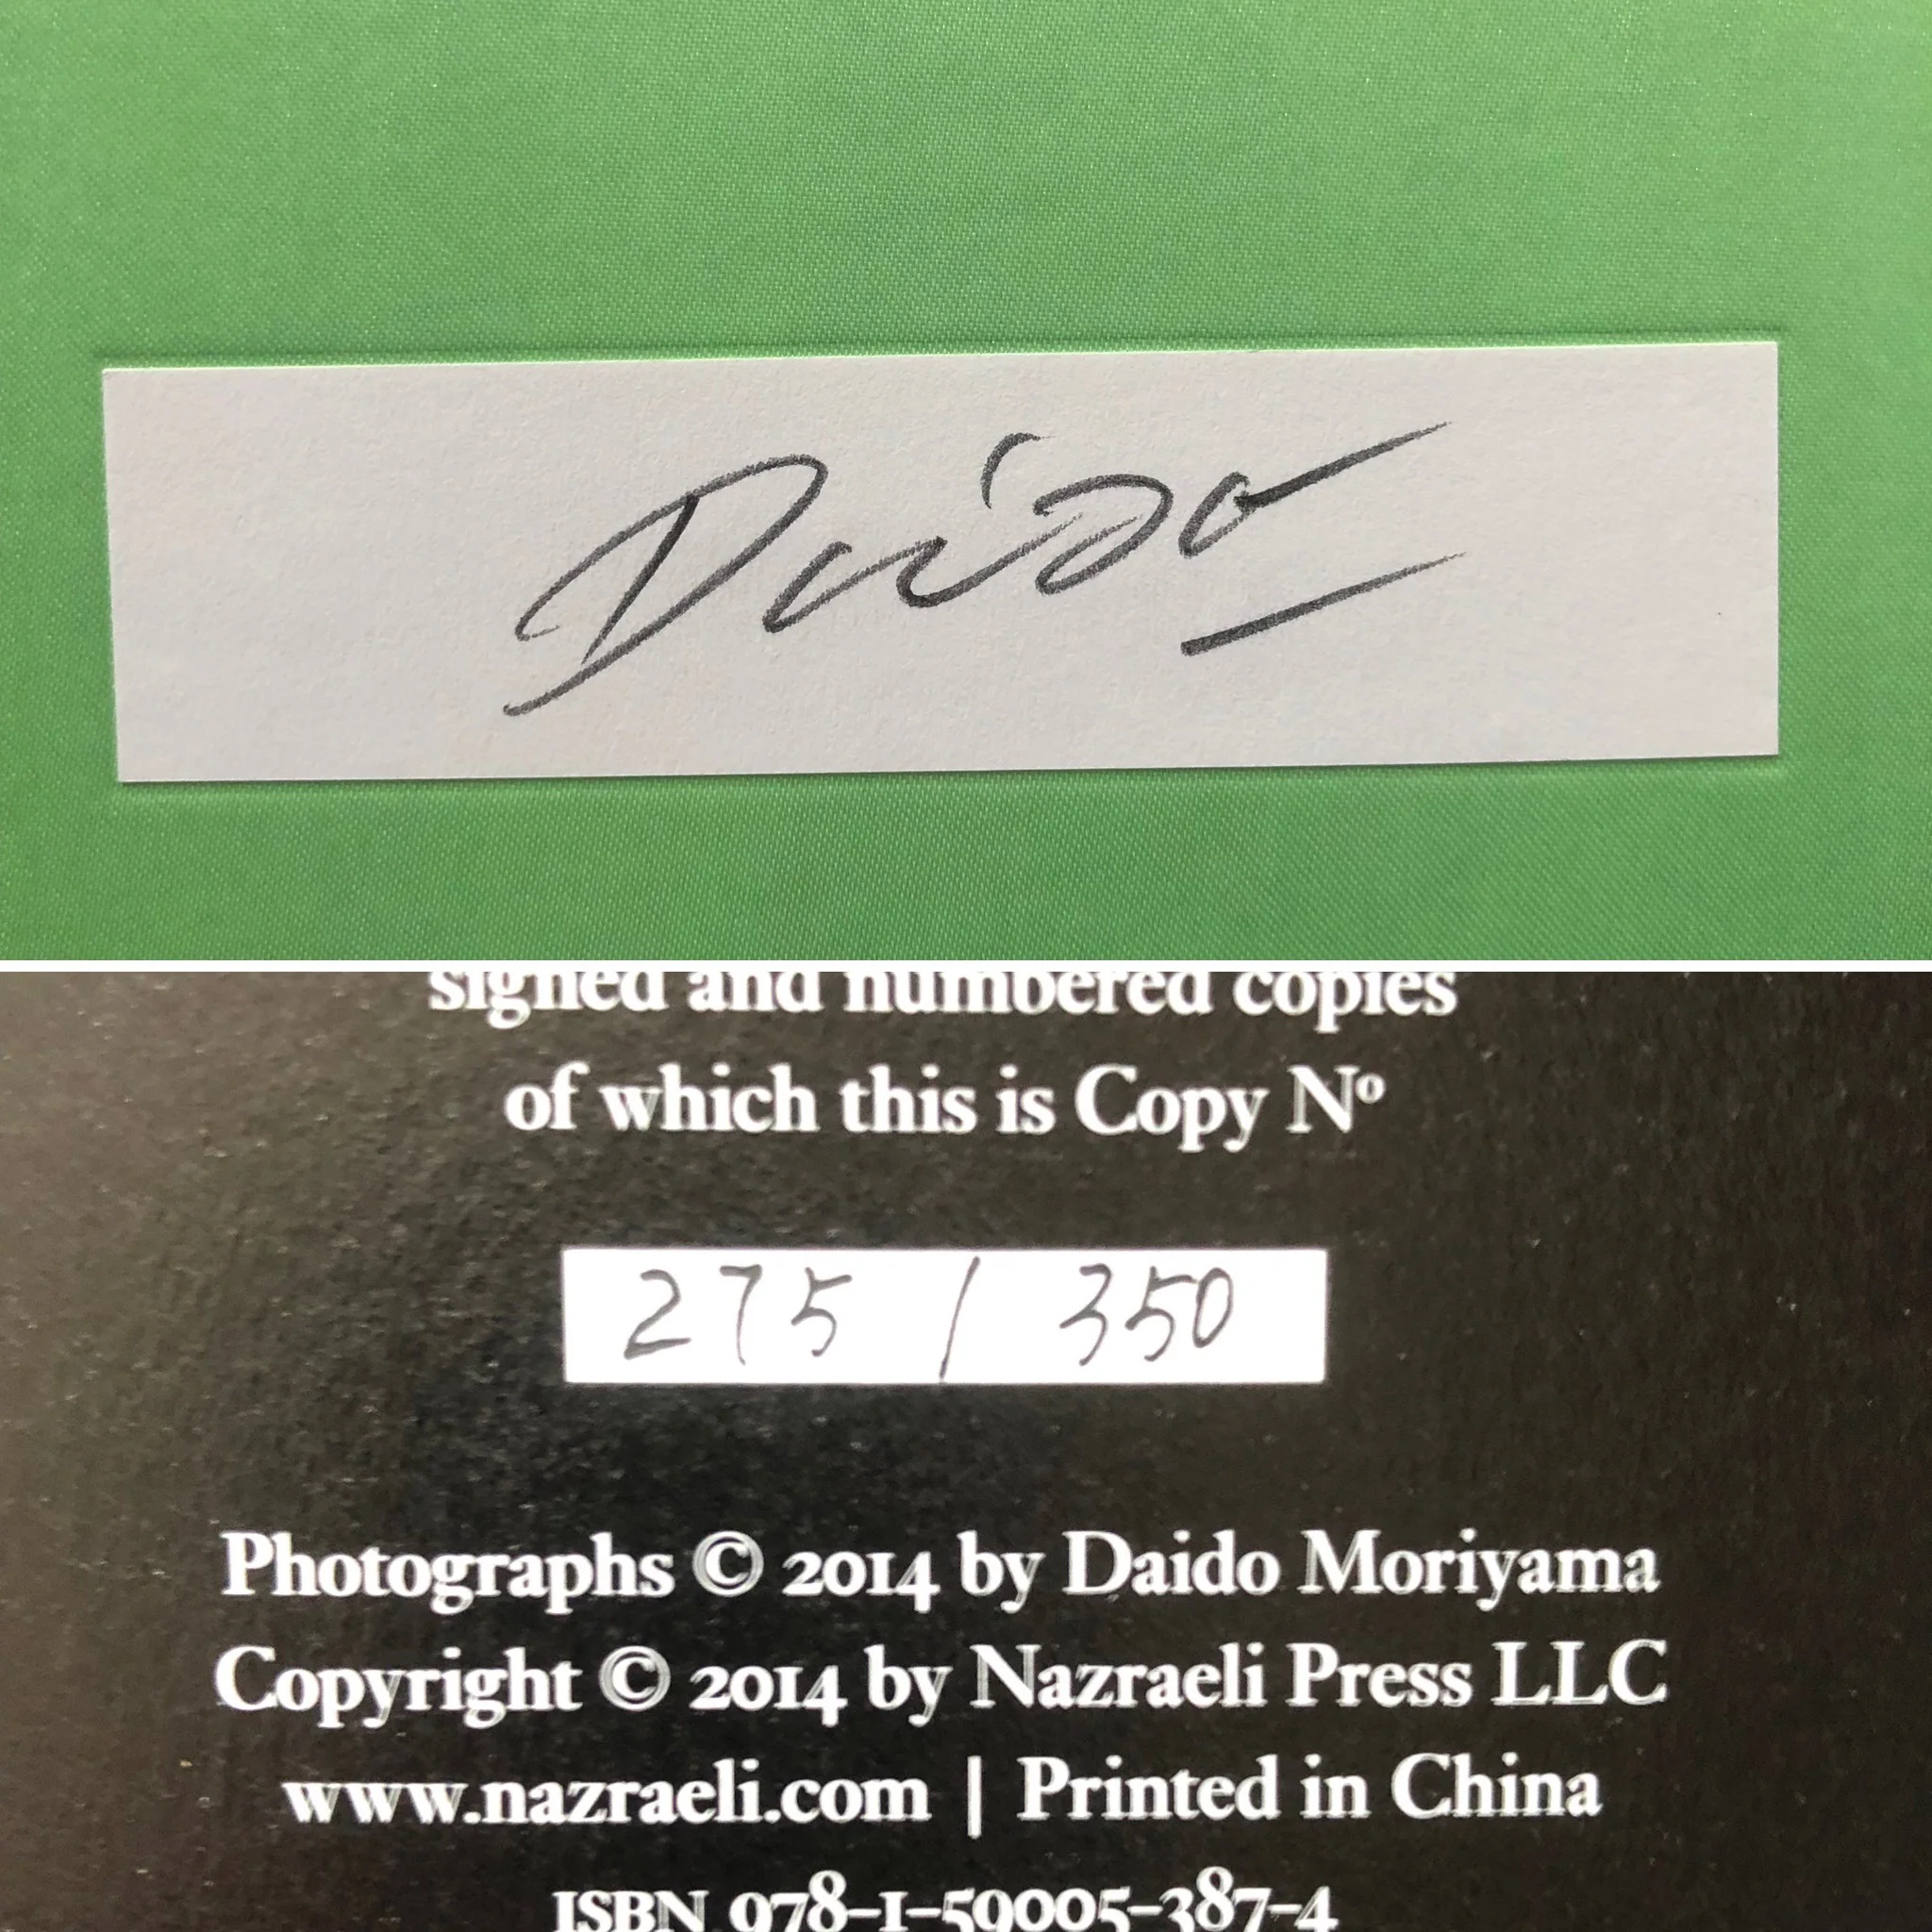 Daido
signed and numbered copies
of which this is Copy Nº
275 / 350
Photographs © 2014 by Daido Moriyama
Copyright © 2014 by Nazraeli Press LLC
www.nazraeli.com | Printed in China
ISBN 978-1-59005-387-4